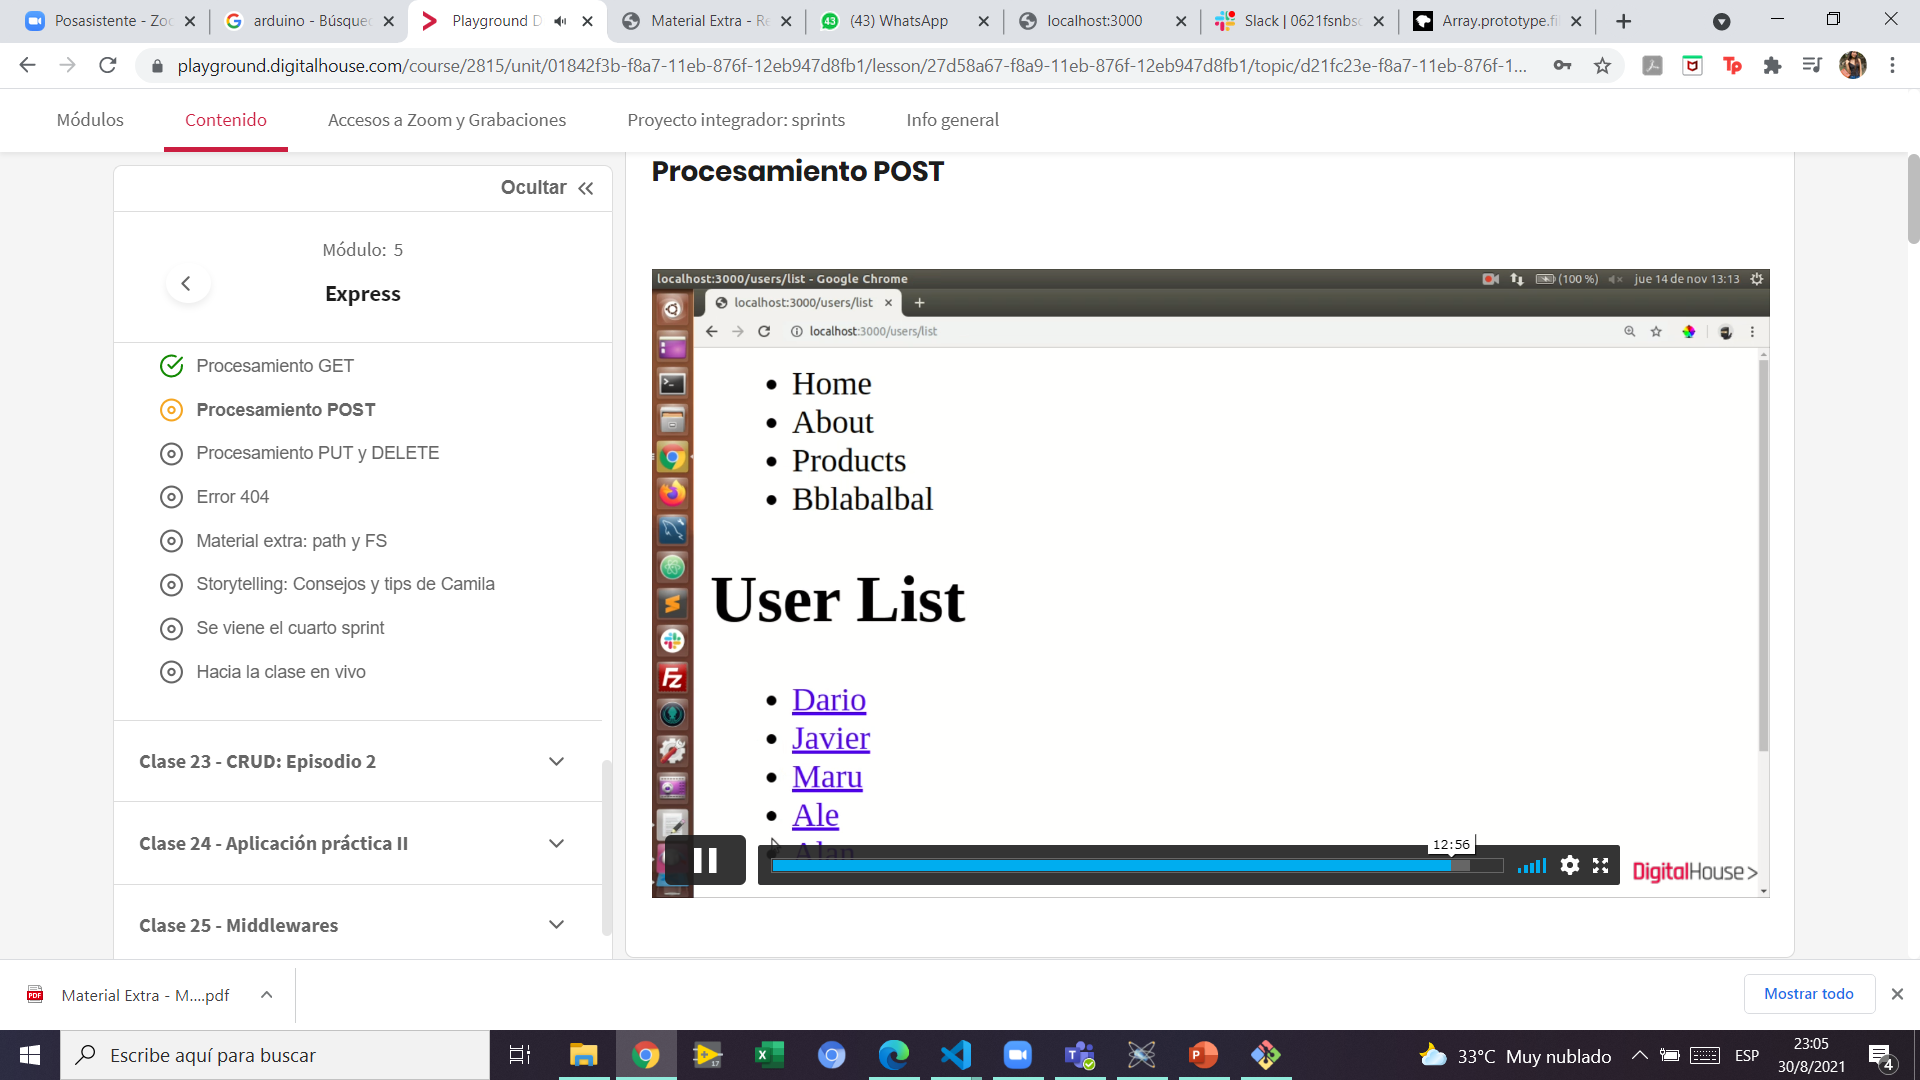 Posasistente - Zoo
arduino - Búsqued
Playground D
Material Extra - Re
(43) WhatsApp
localhost:3000
Slack | 0621fsnbsc
Array.prototype.fil
playground.digitalhouse.com/course/2815/unit/01842f3b-f8a7-11eb-876f-12eb947d8fb1/lesson/27d58a67-f8a9-11eb-876f-12eb947d8fb1/topic/d21fc23e-f8a7-11eb-876f-1...
Módulos
Contenido
Accesos a Zoom y Grabaciones
Proyecto integrador: sprints
Info general
Ocultar
Módulo: 5
Express
Procesamiento GET
Procesamiento POST
Procesamiento PUT y DELETE
Error 404
Material extra: path y FS
Storytelling: Consejos y tips de Camila
Se viene el cuarto sprint
Hacia la clase en vivo
Clase 23 - CRUD: Episodio 2
Clase 24 - Aplicación práctica II
Clase 25 - Middlewares
Procesamiento POST
localhost:3000/users/list - Google Chrome
(100 %)
jue 14 de nov 13:13
localhost:3000/users/list
localhost:3000/users/list
Home
About
Products
Bblabalbal
User List
Dario
Javier
Maru
Ale
Alan
12:56
DigitalHouse>
Material Extra - M....pdf
Mostrar todo
Escribe aquí para buscar
33°C Muy nublado
ESP
23:05
30/8/2021
4